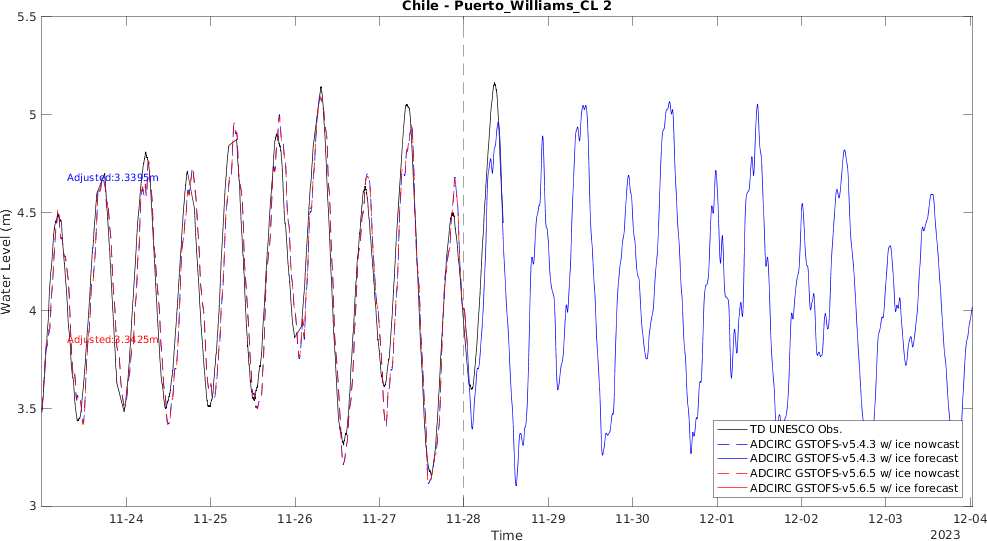 Chile - Puerto_Williams_CL 2
5.5
5
4.5
4
3.5
3
Water Level (m)
Adjusted:3.3395m
Adjusted:3.3425m
TD UNESCO Obs.
ADCIRC GSTOFS-v5.4.3 w/ ice nowcast
ADCIRC GSTOFS-v5.4.3 w/ ice forecast
ADCIRC GSTOFS-v5.6.5 w/ ice nowcast
ADCIRC GSTOFS-v5.6.5 w/ ice forecast
11-24 11-25 11-26 11-27 11-28 11-29 11-30 12-01 12-02 12-03 12-04
Time
2023